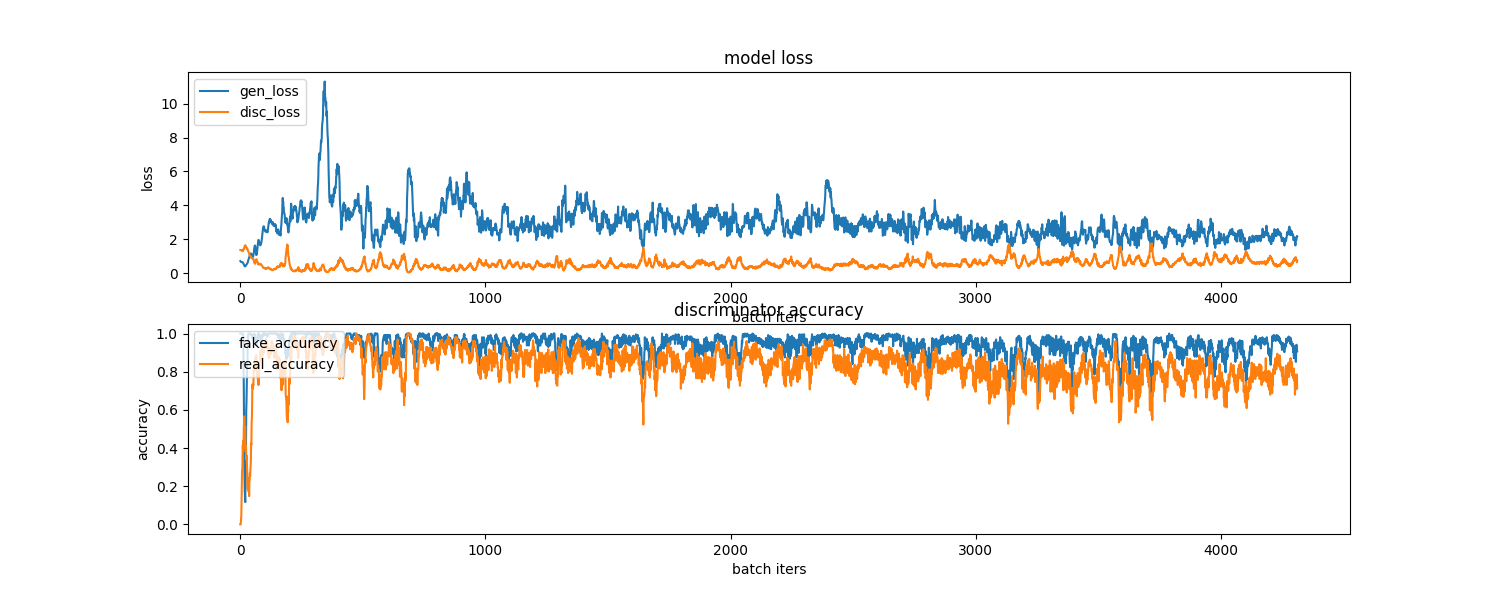 model loss
gen_loss
disc_loss
loss
10
8
6
4
2
0
0 1000 2000 3000 4000
batch iters
discriminator accuracy
fake_accuracy
real_accuracy
accuracy
1.0
0.8
0.6
0.4
0.2
0.0
0 1000 2000 3000 4000
batch iters